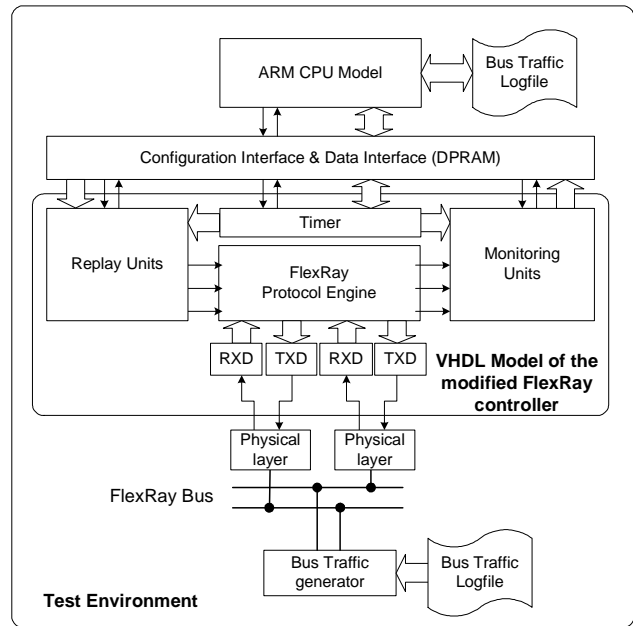 ARM CPU Model
Bus Traffic
Logfile
Configuration Interface & Data Interface (DPRAM)
Timer
Replay Units
FlexRay
Protocol Engine
Monitoring
Units
RXD
TXD
RXD
TXD
VHDL Model of the
modified FlexRay
controller
Physical
layer
Physical
layer
FlexRay Bus
Bus Traffic
generator
Bus Traffic
Logfile
Test Environment